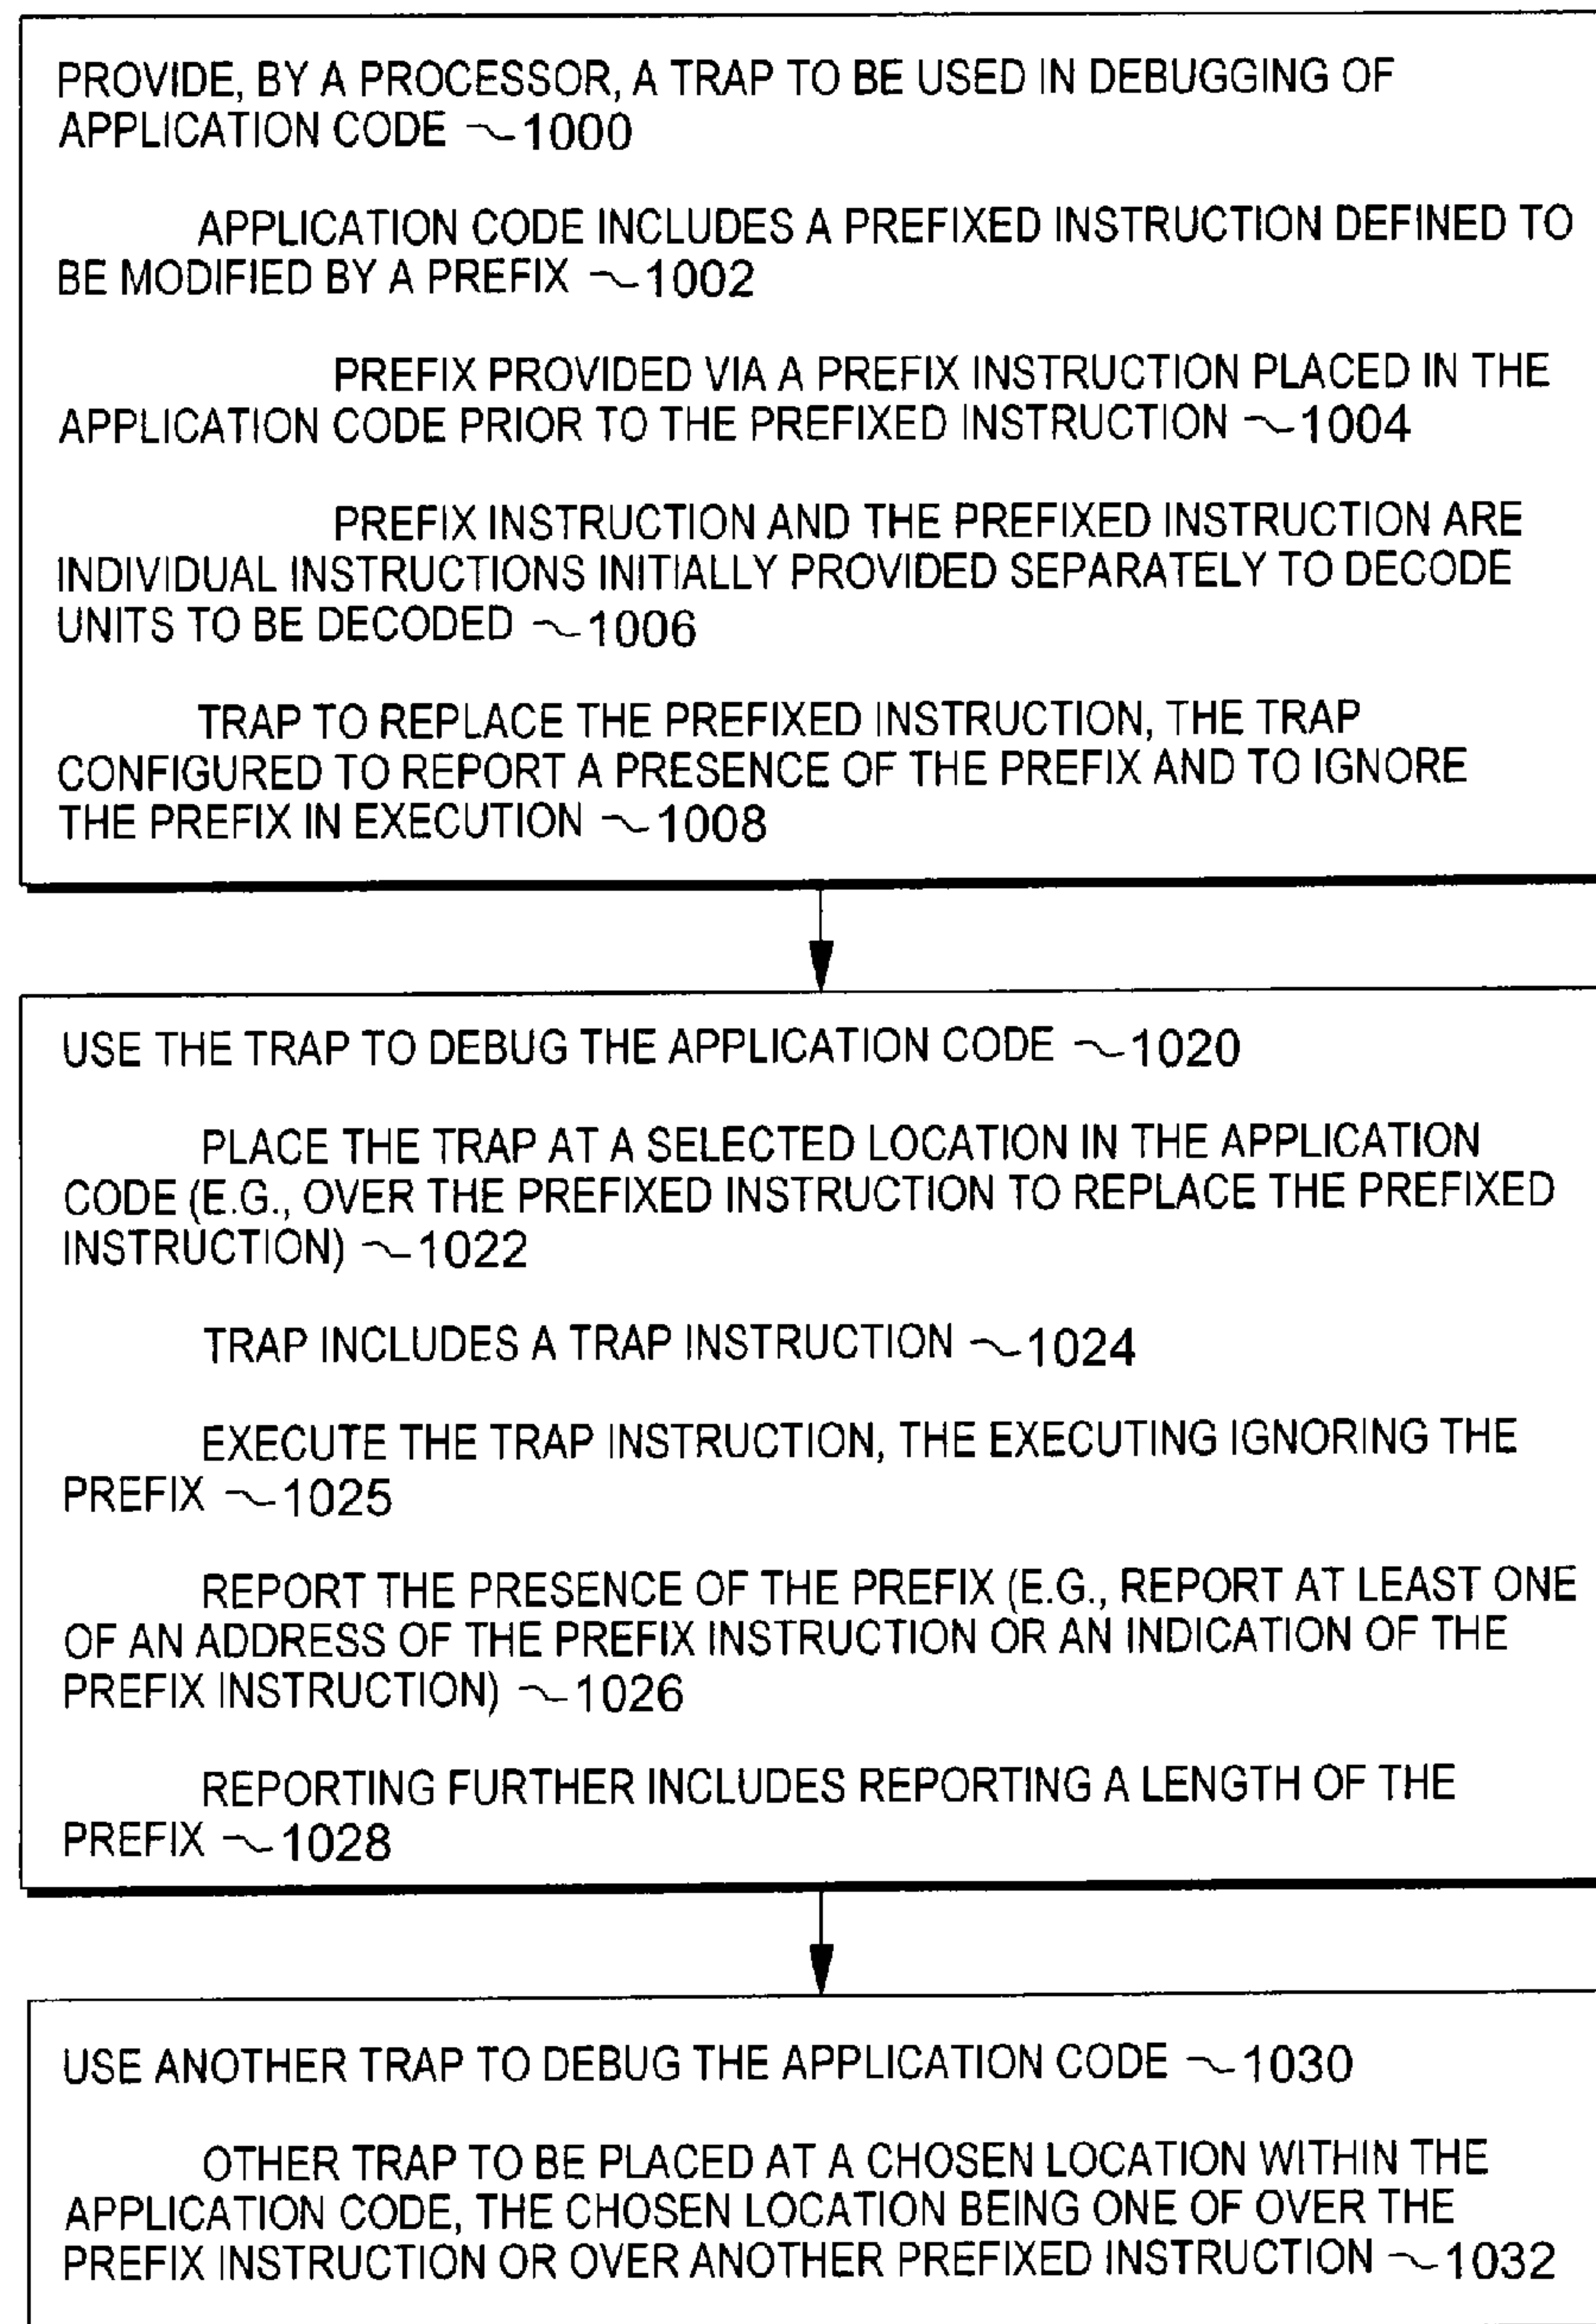 PROVIDE, BY A PROCESSOR, A TRAP TO BE USED IN DEBUGGING OF
APPLICATION CODE ~1000
APPLICATION CODE INCLUDES A PREFIXED INSTRUCTION DEFINED TO
BE MODIFIED BY A PREFIX ~1002
PREFIX PROVIDED VIA A PREFIX INSTRUCTION PLACED IN THE
APPLICATION CODE PRIOR TO THE PREFIXED INSTRUCTION ~1004
PREFIX INSTRUCTION AND THE PREFIXED INSTRUCTION ARE
INDIVIDUAL INSTRUCTIONS INITIALLY PROVIDED SEPARATELY TO DECODE
UNITS TO BE DECODED ~1006
TRAP TO REPLACE THE PREFIXED INSTRUCTION, THE TRAP
CONFIGURED TO REPORT A PRESENCE OF THE PREFIX AND TO IGNORE
THE PREFIX IN EXECUTION ~1008
USE THE TRAP TO DEBUG THE APPLICATION CODE ~1020
PLACE THE TRAP AT A SELECTED LOCATION IN THE APPLICATION
CODE (E.G., OVER THE PREFIXED INSTRUCTION TO REPLACE THE PREFIXED
INSTRUCTION) ~1022
TRAP INCLUDES A TRAP INSTRUCTION ~1024
EXECUTE THE TRAP INSTRUCTION, THE EXECUTING IGNORING THE
PREFIX ~1025
REPORT THE PRESENCE OF THE PREFIX (E.G., REPORT AT LEAST ONE
OF AN ADDRESS OF THE PREFIX INSTRUCTION OR AN INDICATION OF THE
PREFIX INSTRUCTION) ~1026
REPORTING FURTHER INCLUDES REPORTING A LENGTH OF THE
PREFIX ~1028
USE ANOTHER TRAP TO DEBUG THE APPLICATION CODE ~1030
OTHER TRAP TO BE PLACED AT A CHOSEN LOCATION WITHIN THE
APPLICATION CODE, THE CHOSEN LOCATION BEING ONE OF OVER THE
PREFIX INSTRUCTION OR OVER ANOTHER PREFIXED INSTRUCTION ~1032